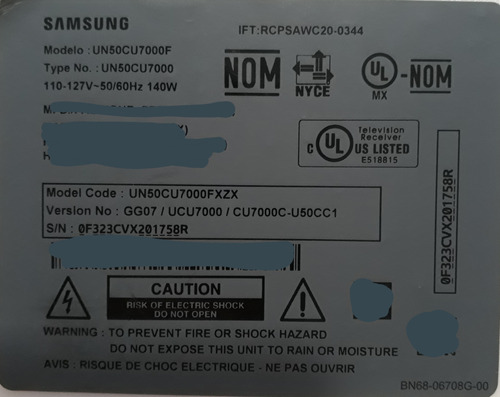 SAMSUNG
IFT:RCPSAWC20-0344
Modelo : UN50CU7000F
Type No. : UN50CU7000
110-127V~50/60Hz 140W
NOM
NYCE
UL
MX
-NOM
C UL US LISTED
Television
Receiver
E518815
Model Code : UN50CU7000FXZX
Version No : GG07 / UCU7000 / CU7000C-U50CC1
S/N : 0F323CVX201758R
0F323CVX201758R
CAUTION
RISK OF ELECTRIC SHOCK
DO NOT OPEN
WARNING : TO PREVENT FIRE OR SHOCK HAZARD
DO NOT EXPOSE THIS UNIT TO RAIN OR MOISTURE
AVIS : RISQUE DE CHOC ELECTRIQUE - NE PAS OUVRIR
BN68-06708G-00